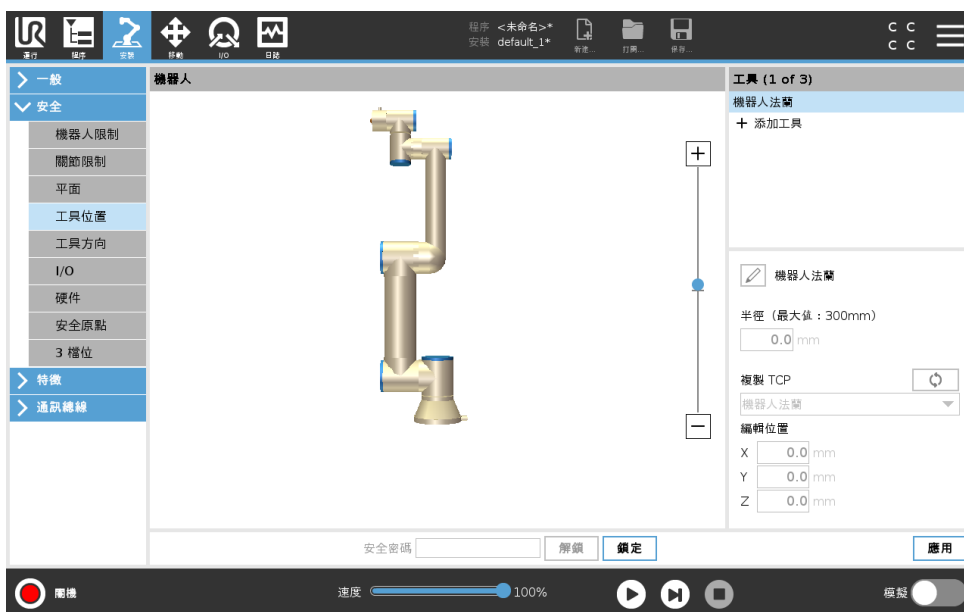 UR
程序 <未命名>*
安裝 default_1*
運行 程序 安裝 移動 I/O 日誌
新建... 打開... 保存...
C C
C C
一般
安全
機器人限制
關節限制
平面
工具位置
工具方向
I/O
硬件
安全原點
3 檔位
特徵
通訊總線
機器人
工具 (1 of 3)
機器人法蘭
+ 添加工具
機器人法蘭
半徑（最大值：300mm）
0.0 mm
複製 TCP
機器人法蘭
編輯位置
X 0.0 mm
Y 0.0 mm
Z 0.0 mm
安全密碼 解鎖 鎖定 應用
關機 速度 100% 模擬